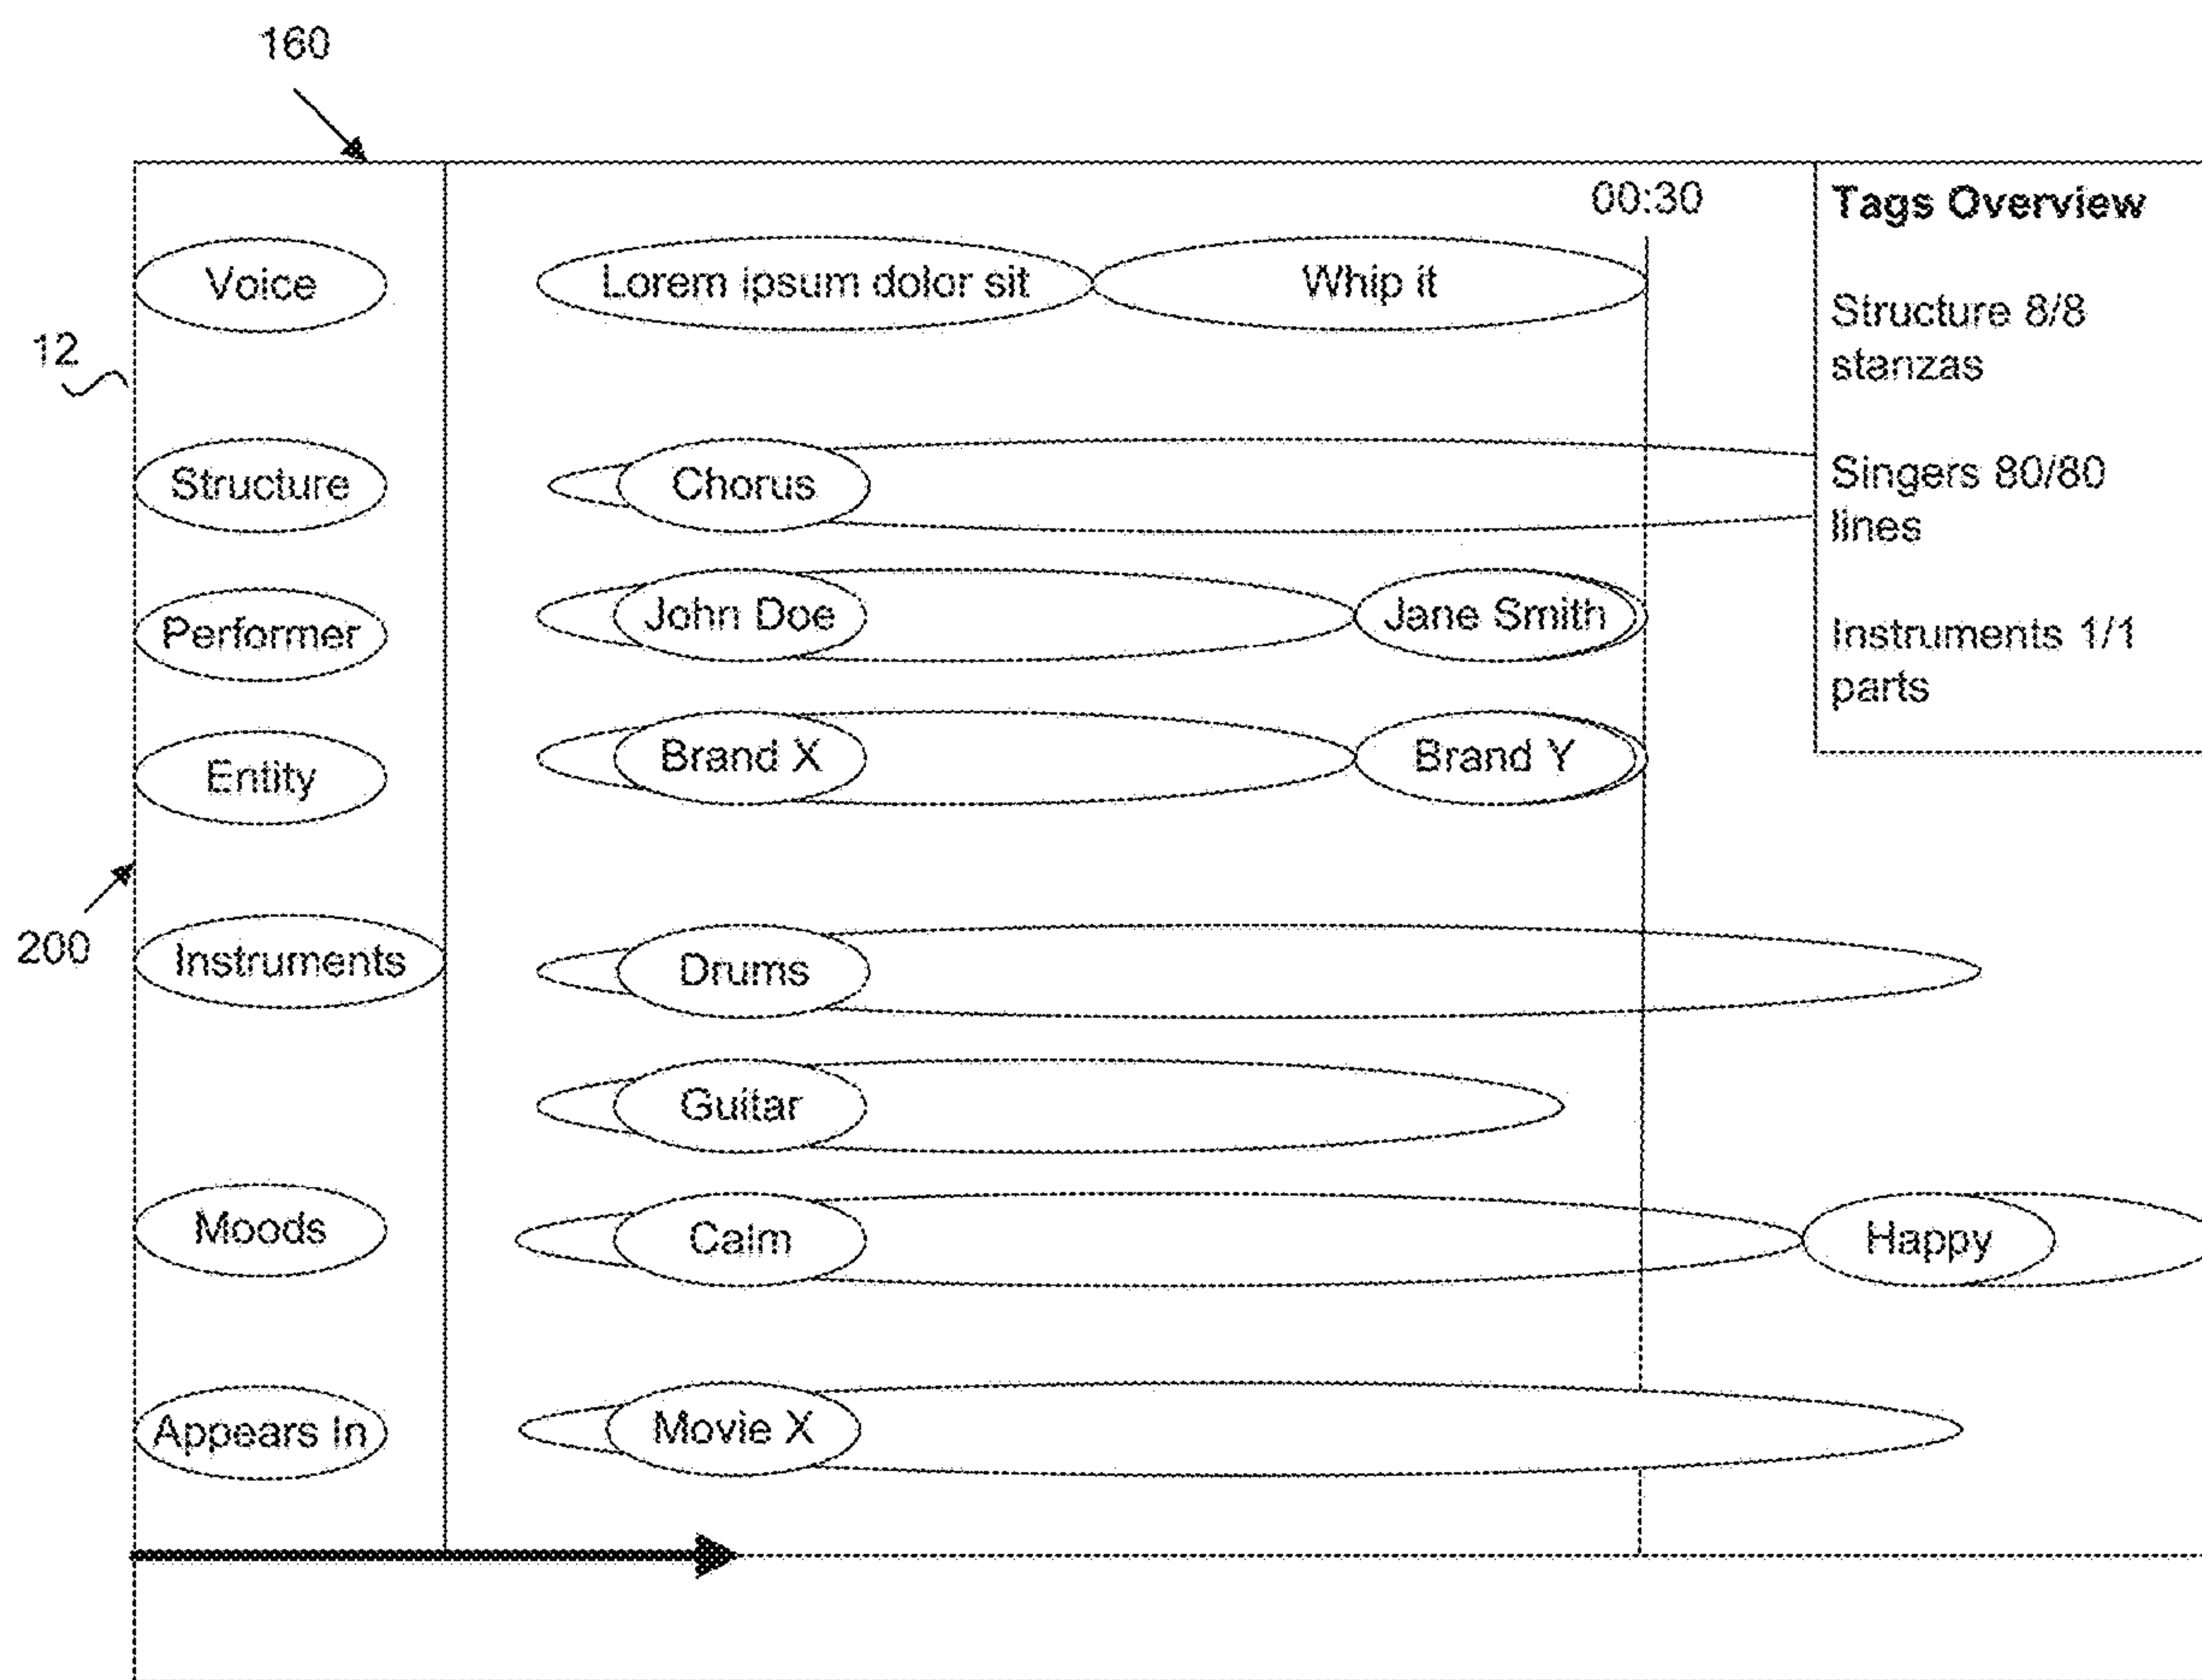 160
00:30
Tags Overview
Voice
Lorem ipsum dolor sit
Whip it
Structure 8/8
stanzas
12
Structure
Chorus
Singers 80/80
lines
Performer
John Doe
Jane Smith
Instruments 1/1
parts
Entity
Brand X
Brand Y
200
Instruments
Drums
Guitar
Moods
Calm
Happy
Appears In
Movie X